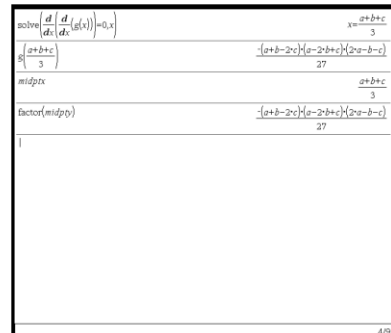 solve(d/dx(d/dx(g(x)))=0,x) x=(a+b+c)/3
g((a+b+c)/3) -(a+b-2·c)·(a-2·b+c)·(2·a-b-c)/27
midptx (a+b+c)/3
factor(midpty) -(a+b-2·c)·(a-2·b+c)·(2·a-b-c)/27